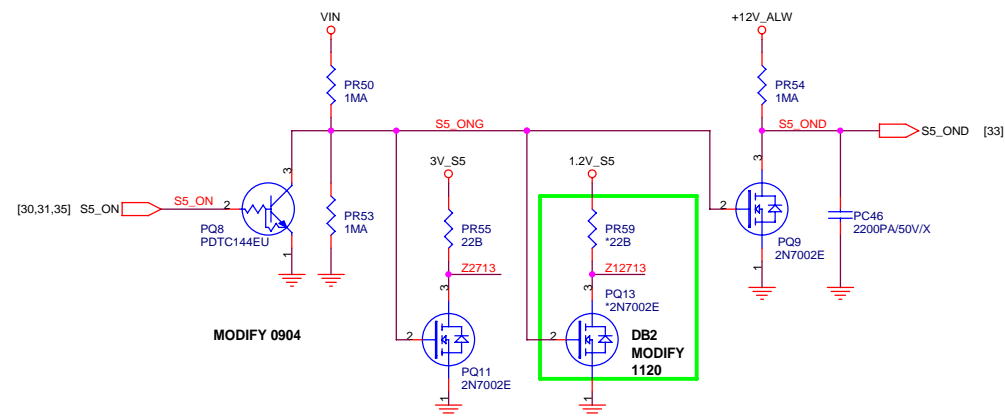 VIN
+12V_ALW
PR50
1MA
PR54
1MA
S5_ONG
S5_OND
S5_OND [33]
3
3V_S5
1.2V_S5
3
[30,31,35] S5_ON
S5_ON
2
PQ8
PDTC144EU
1
PR53
1MA
PR55
22B
PR59
*22B
2
PQ9
2N7002E
1
PC46
2200PA/50V/X
Z2713
Z12713
3
3
PQ13
*2N7002E
MODIFY 0904
2
2
DB2
MODIFY
1120
PQ11
2N7002E
1
1